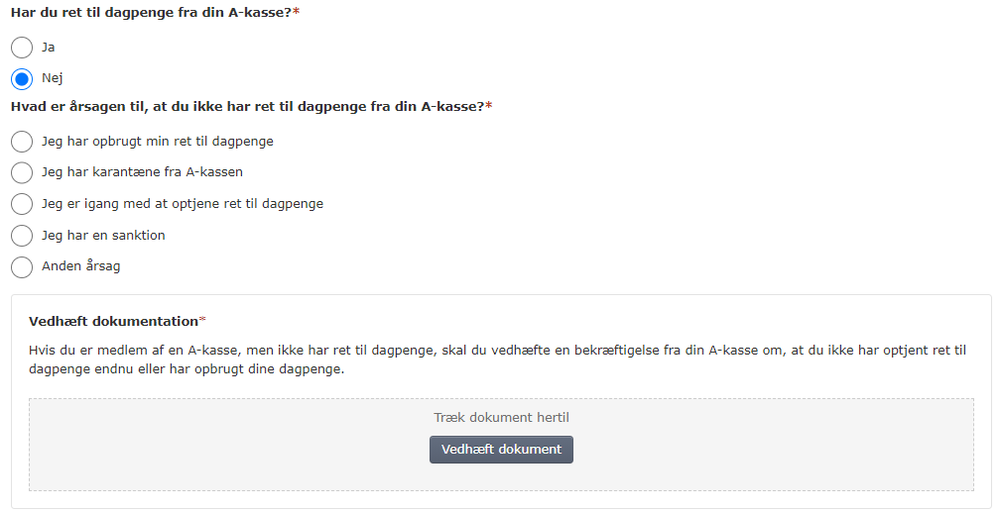 Har du ret til dagpenge fra din A-kasse?*
Ja
Nej
Hvad er årsagen til, at du ikke har ret til dagpenge fra din A-kasse?*
Jeg har opbrugt min ret til dagpenge
Jeg har karantæne fra A-kassen
Jeg er igang med at optjene ret til dagpenge
Jeg har en sanktion
Anden årsag
Vedhæft dokumentation*
Hvis du er medlem af en A-kasse, men ikke har ret til dagpenge, skal du vedhæfte en bekræftigelse fra din A-kasse om, at du ikke har optjent ret til
dagpenge endnu eller har opbrugt dine dagpenge.
Træk dokument hertil
Vedhæft dokument